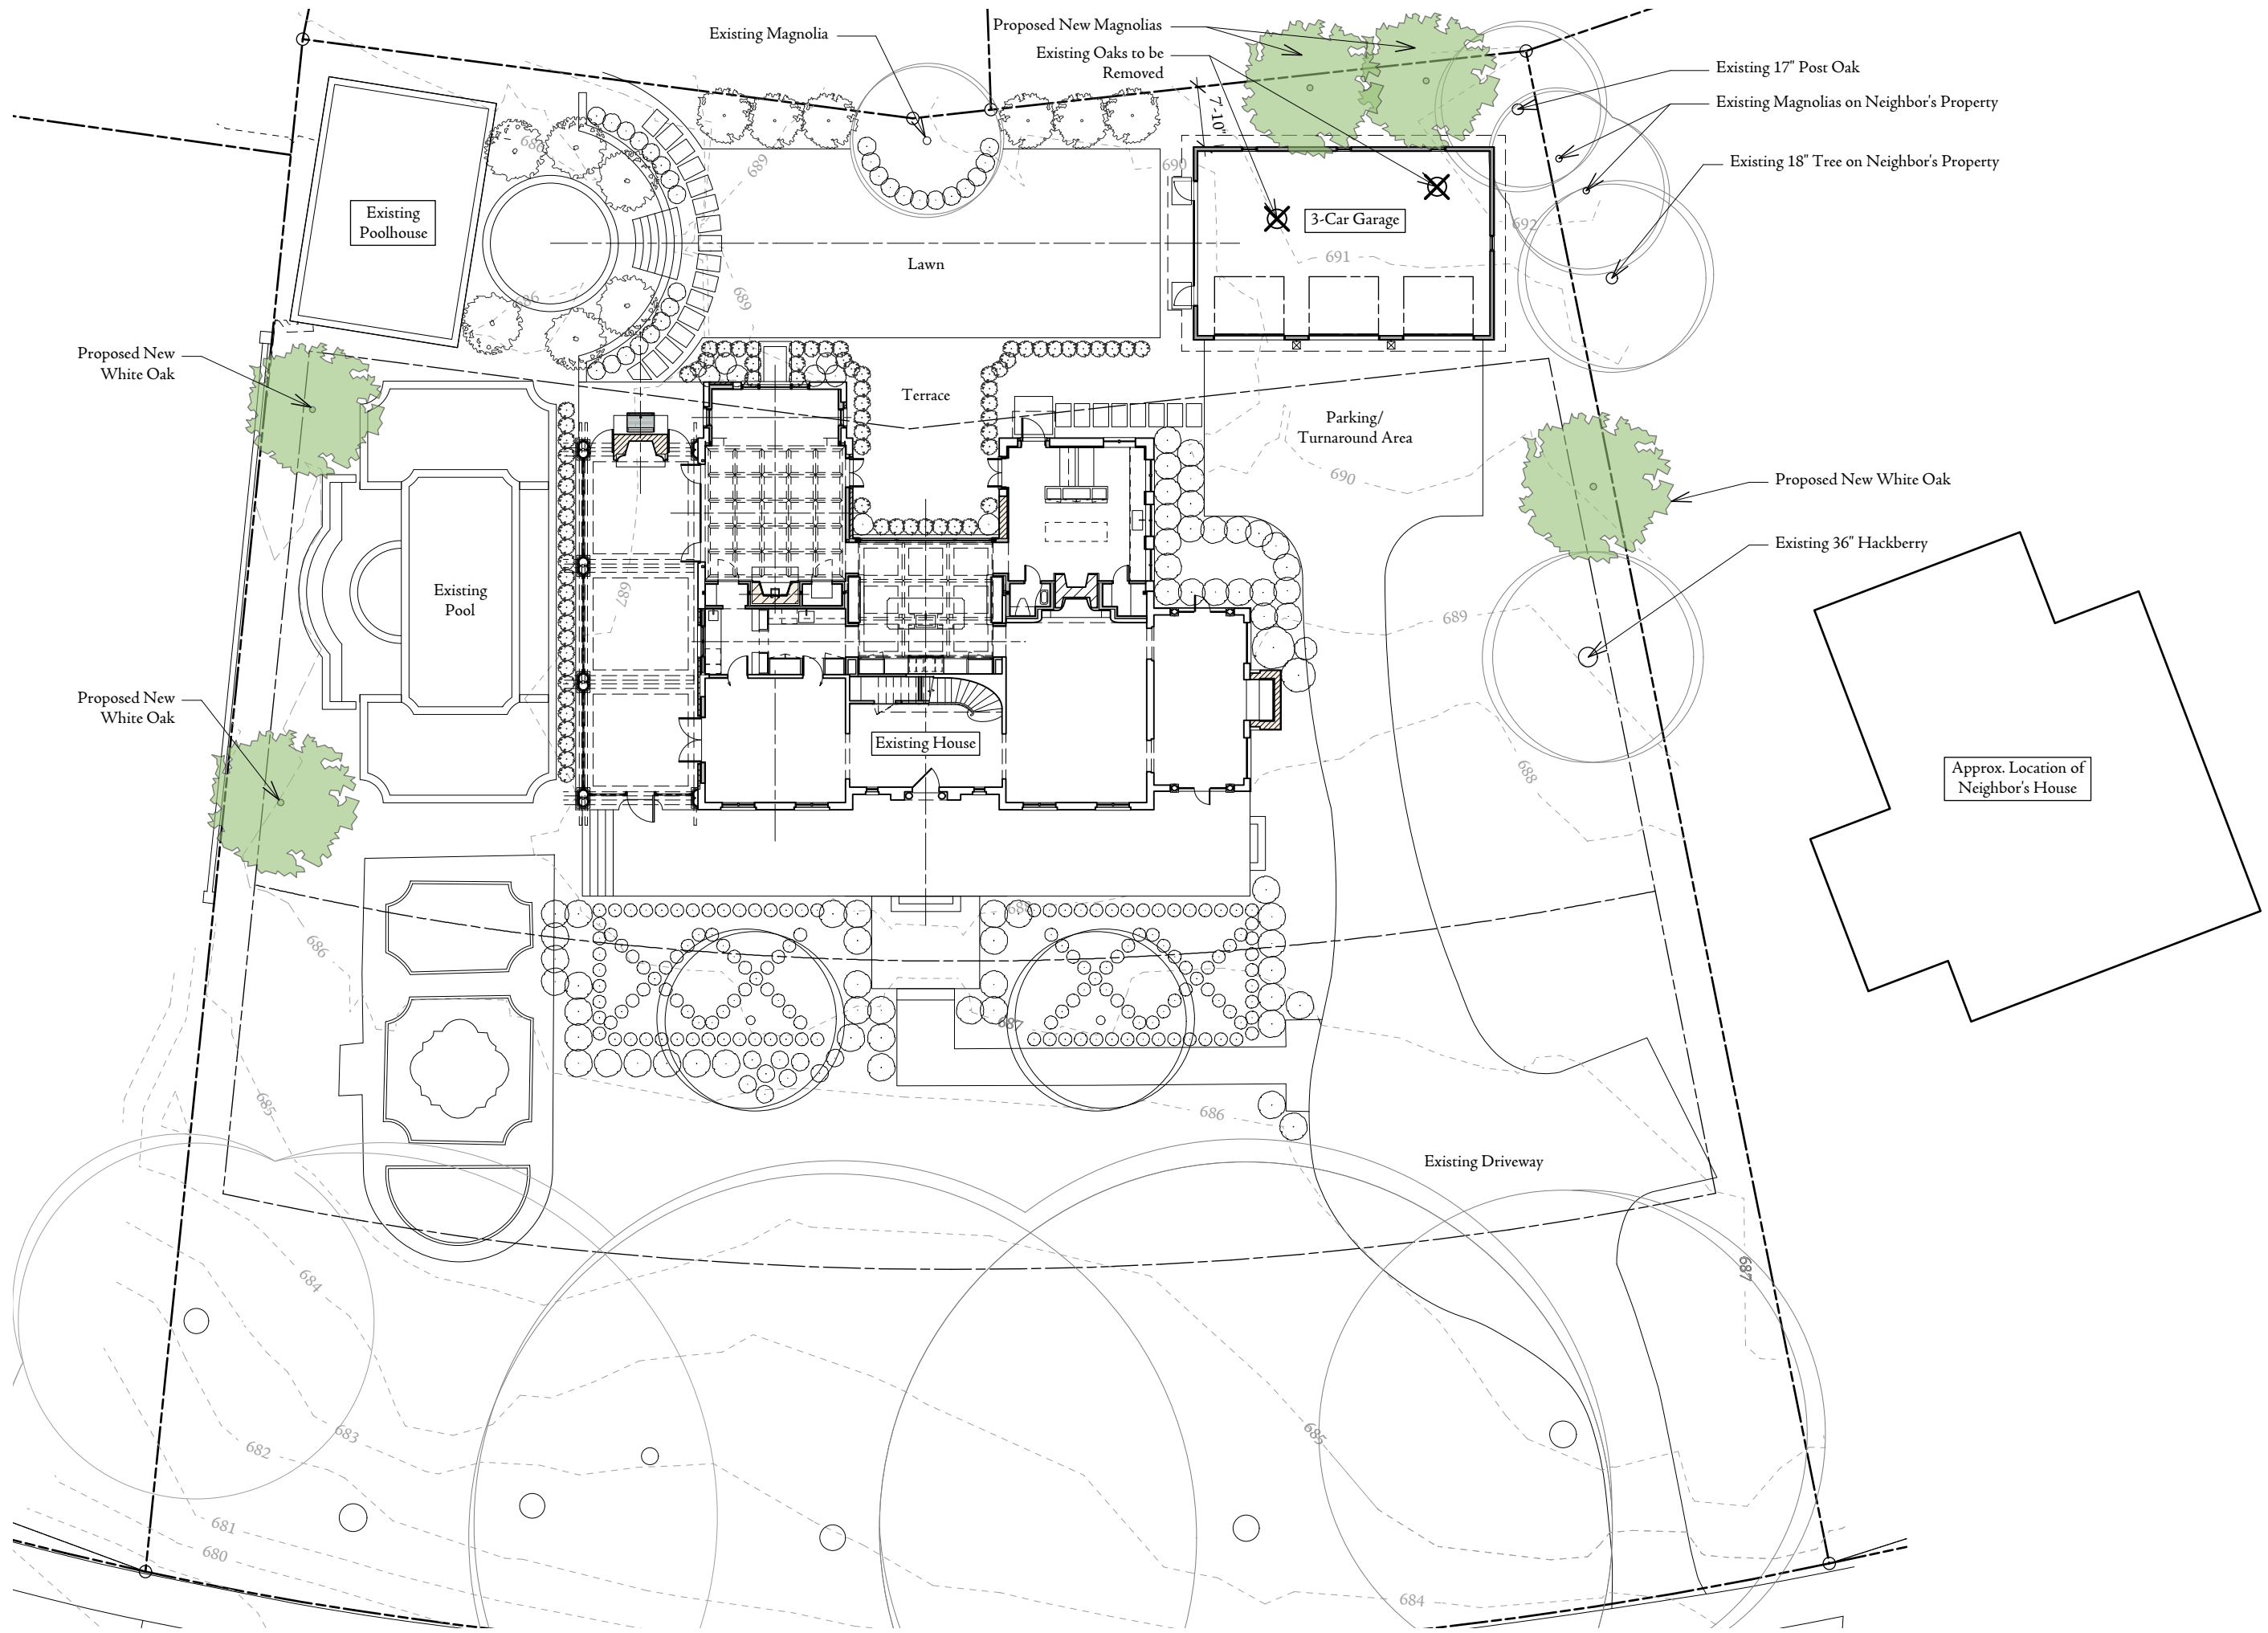 Existing Magnolia
Proposed New Magnolias
Existing Oaks to be
Removed
Existing 17" Post Oak
Existing Magnolias on Neighbor's Property
Existing 18" Tree on Neighbor's Property
7'-10"
686
689
690
Existing
Poolhouse
3-Car Garage
692
691
Lawn
686
689
Proposed New
White Oak
Terrace
Parking/
Turnaround Area
690
Proposed New White Oak
Existing 36" Hackberry
Existing
Pool
687
689
Proposed New
White Oak
Existing House
688
Approx. Location of
Neighbor's House
688
686
687
685
686
Existing Driveway
684
687
683
682
685
681
680
684